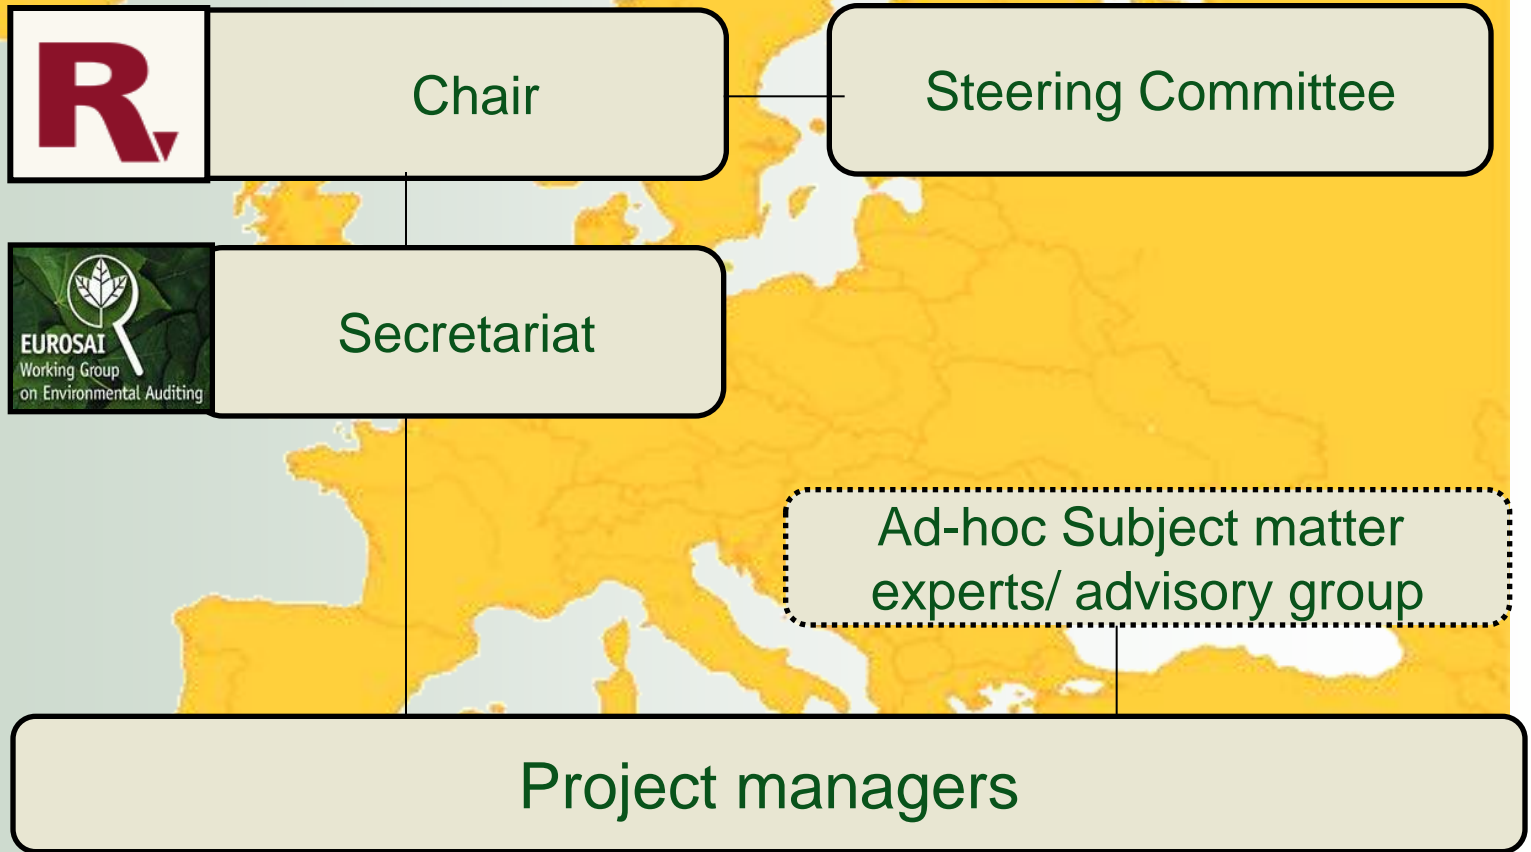 R
Chair
Steering Committee
EUROSAI
Working Group
on Environmental Auditing
Secretariat
Ad-hoc Subject matter
experts/ advisory group
Project managers